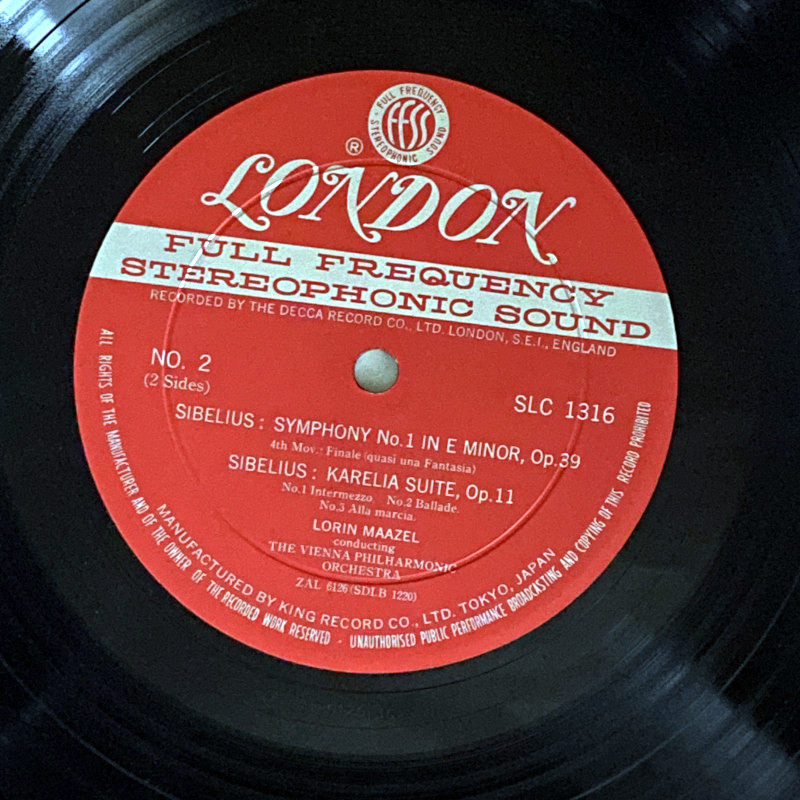 FULL FREQUENCY
ffss
STEREOPHONIC SOUND
®
LONDON
FULL FREQUENCY
STEREOPHONIC SOUND
RECORDED BY THE DECCA RECORD CO., LTD. LONDON, S.E.I., ENGLAND
NO. 2
(2 Sides)
SLC 1316
SIBELIUS : SYMPHONY No.1 IN E MINOR, Op.39
4th Mov.: Finale (quasi una Fantasia)
SIBELIUS : KARELIA SUITE, Op.11
No.1 Intermezzo No.2 Ballade.
No.3 Alla marcia.
LORIN MAAZEL
conducting
THE VIENNA PHILHARMONIC
ORCHESTRA
ZAL 6126 (SDLB 1220)
MANUFACTURED BY KING RECORD CO., LTD. TOKYO, JAPAN
ALL RIGHTS OF THE MANUFACTURER AND OF THE OWNER OF THE RECORDED WORK RESERVED · UNAUTHORISED PUBLIC PERFORMANCE BROADCASTING AND COPYING OF THIS RECORD PROHIBITED